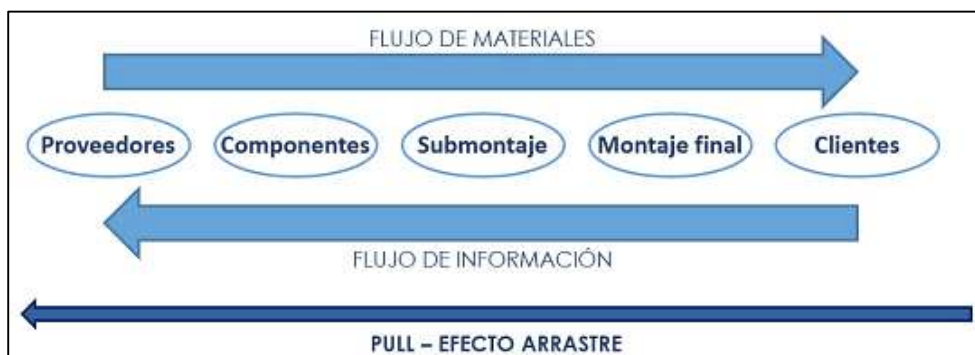 FLUJO DE MATERIALES
Proveedores Componentes Submontaje Montaje final Clientes
FLUJO DE INFORMACIÓN
PULL – EFECTO ARRASTRE